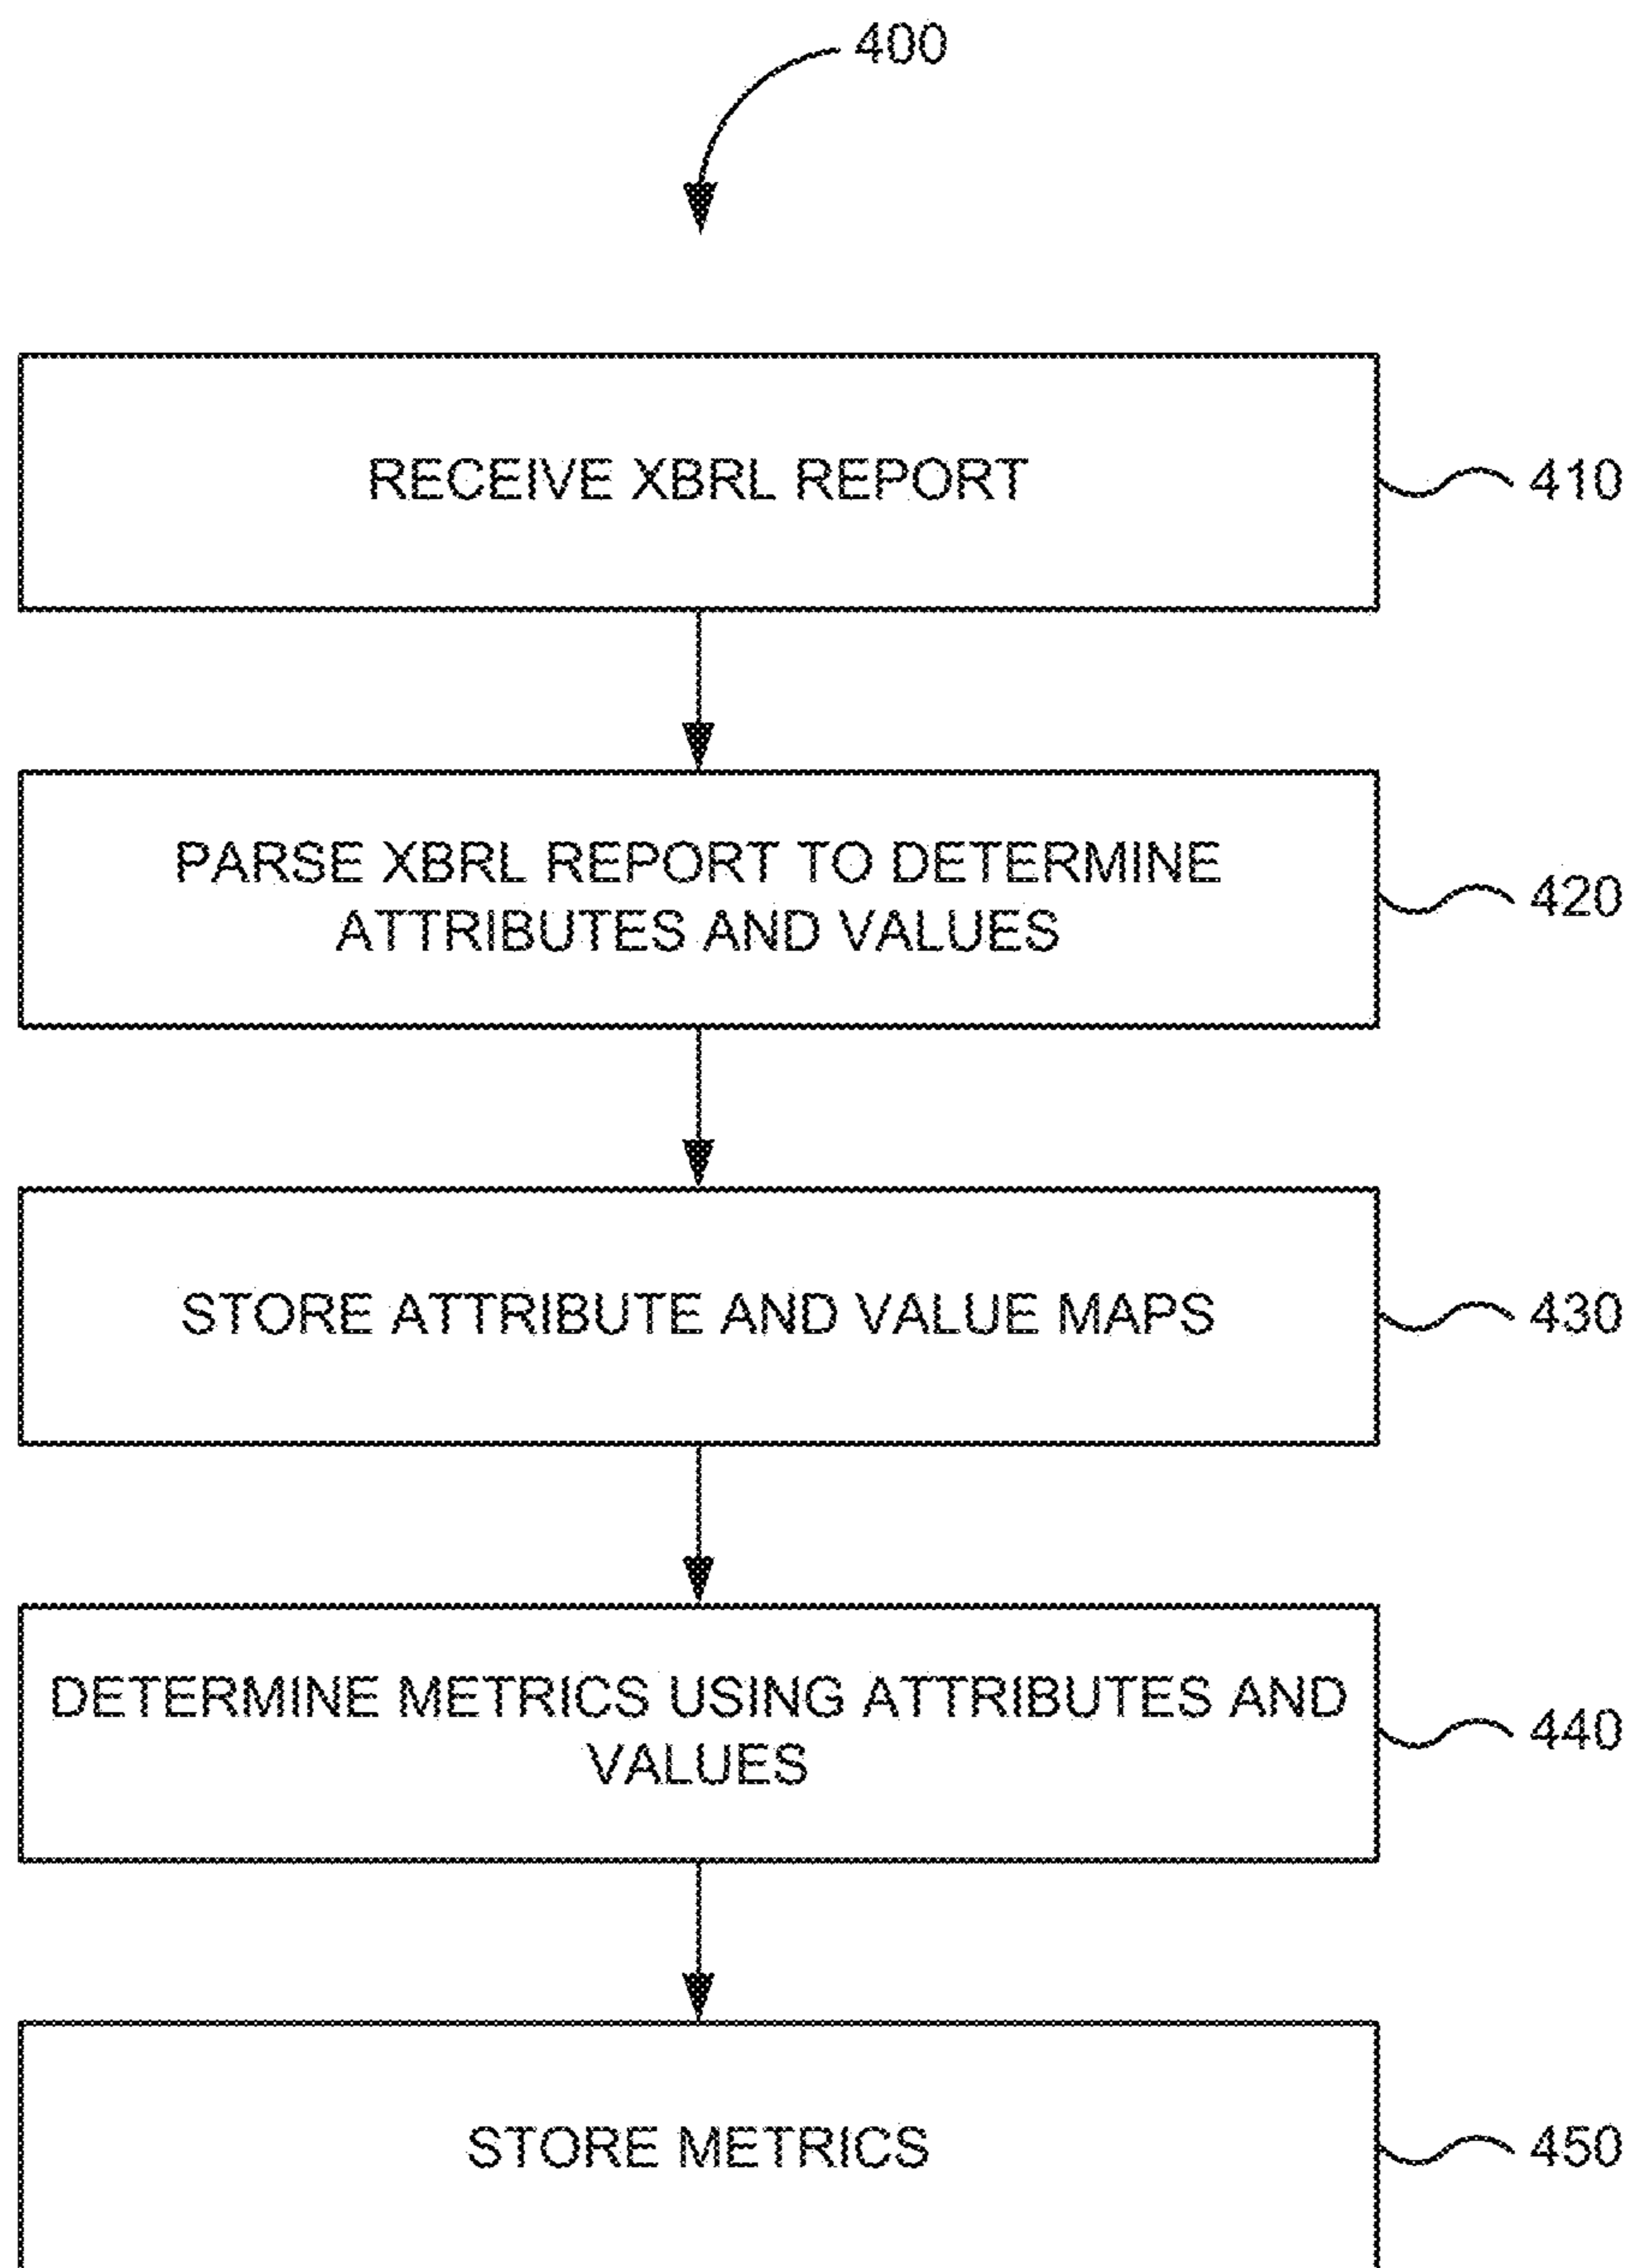 400
RECEIVE XBRL REPORT
410
PARSE XBRL REPORT TO DETERMINE
ATTRIBUTES AND VALUES
420
STORE ATTRIBUTE AND VALUE MAPS
430
DETERMINE METRICS USING ATTRIBUTES AND
VALUES
440
STORE METRICS
450